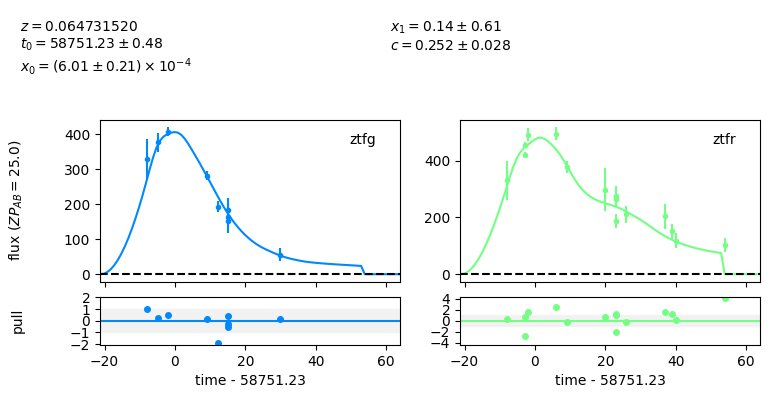 z = 0.064731520
t₀ = 58751.23 ± 0.48
x₀ = (6.01 ± 0.21) × 10⁻⁴
x₁ = 0.14 ± 0.61
c = 0.252 ± 0.028
flux (ZP_AB = 25.0)
400
300
200
100
0
ztfg
400
200
0
ztfr
pull
2
1
0
−1
−2
−20 0 20 40 60
time - 58751.23
4
2
0
−2
−4
−20 0 20 40 60
time - 58751.23